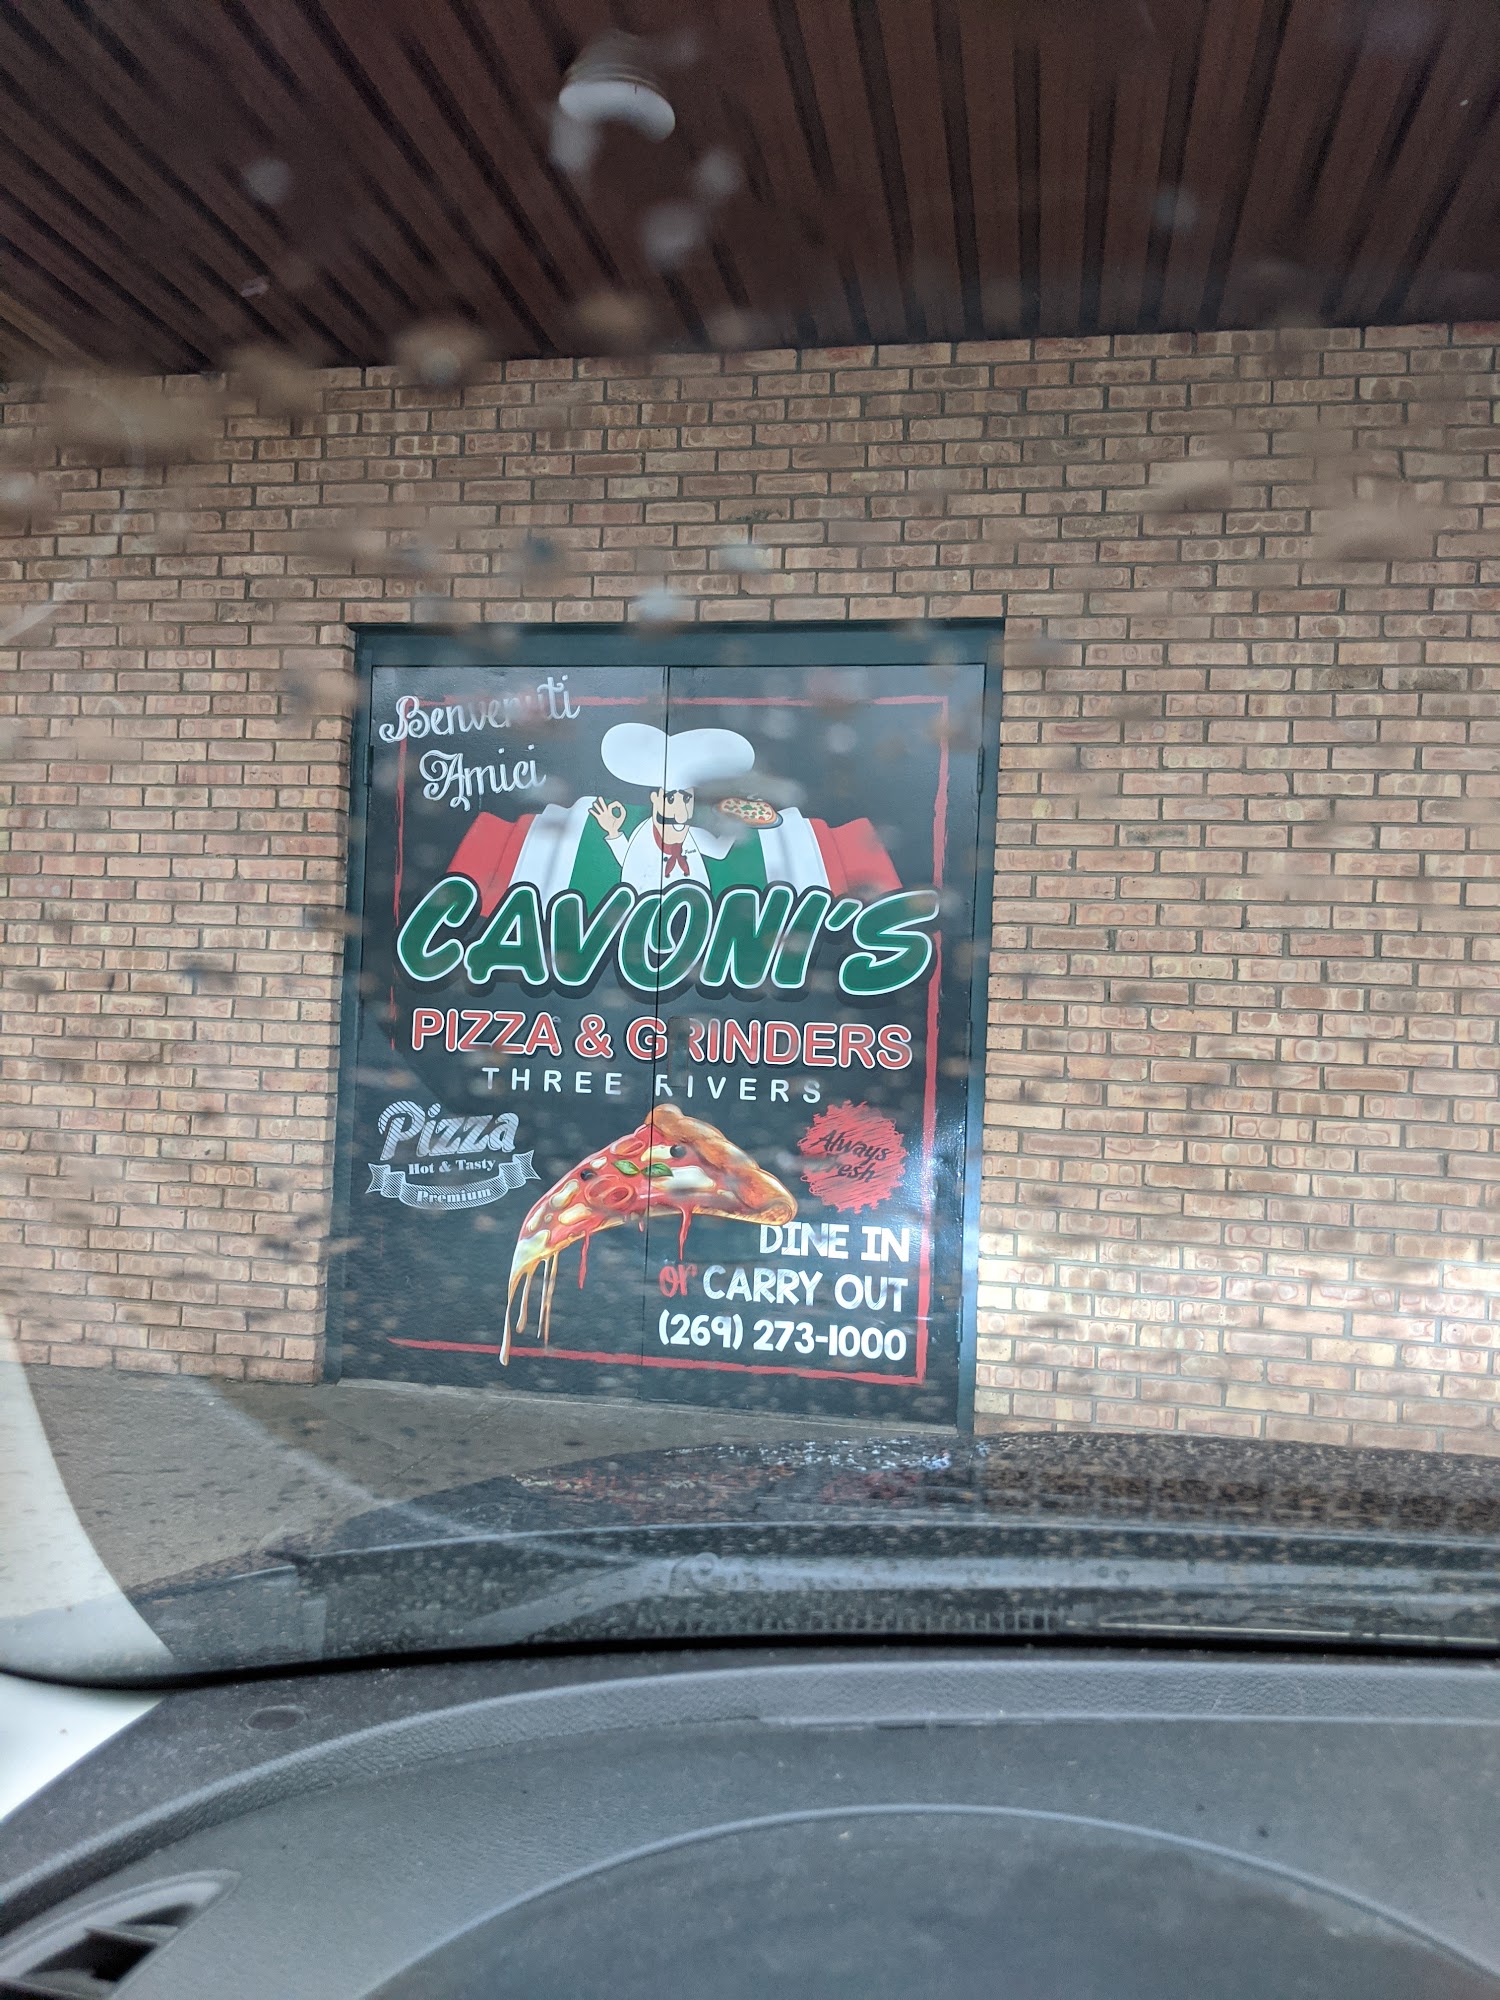 Benvenuti
Amici
CAVONI'S
PIZZA & GRINDERS
THREE RIVERS
Pizza
Hot & Tasty
Premium
Always
Fresh
DINE IN
or CARRY OUT
(269) 273-1000